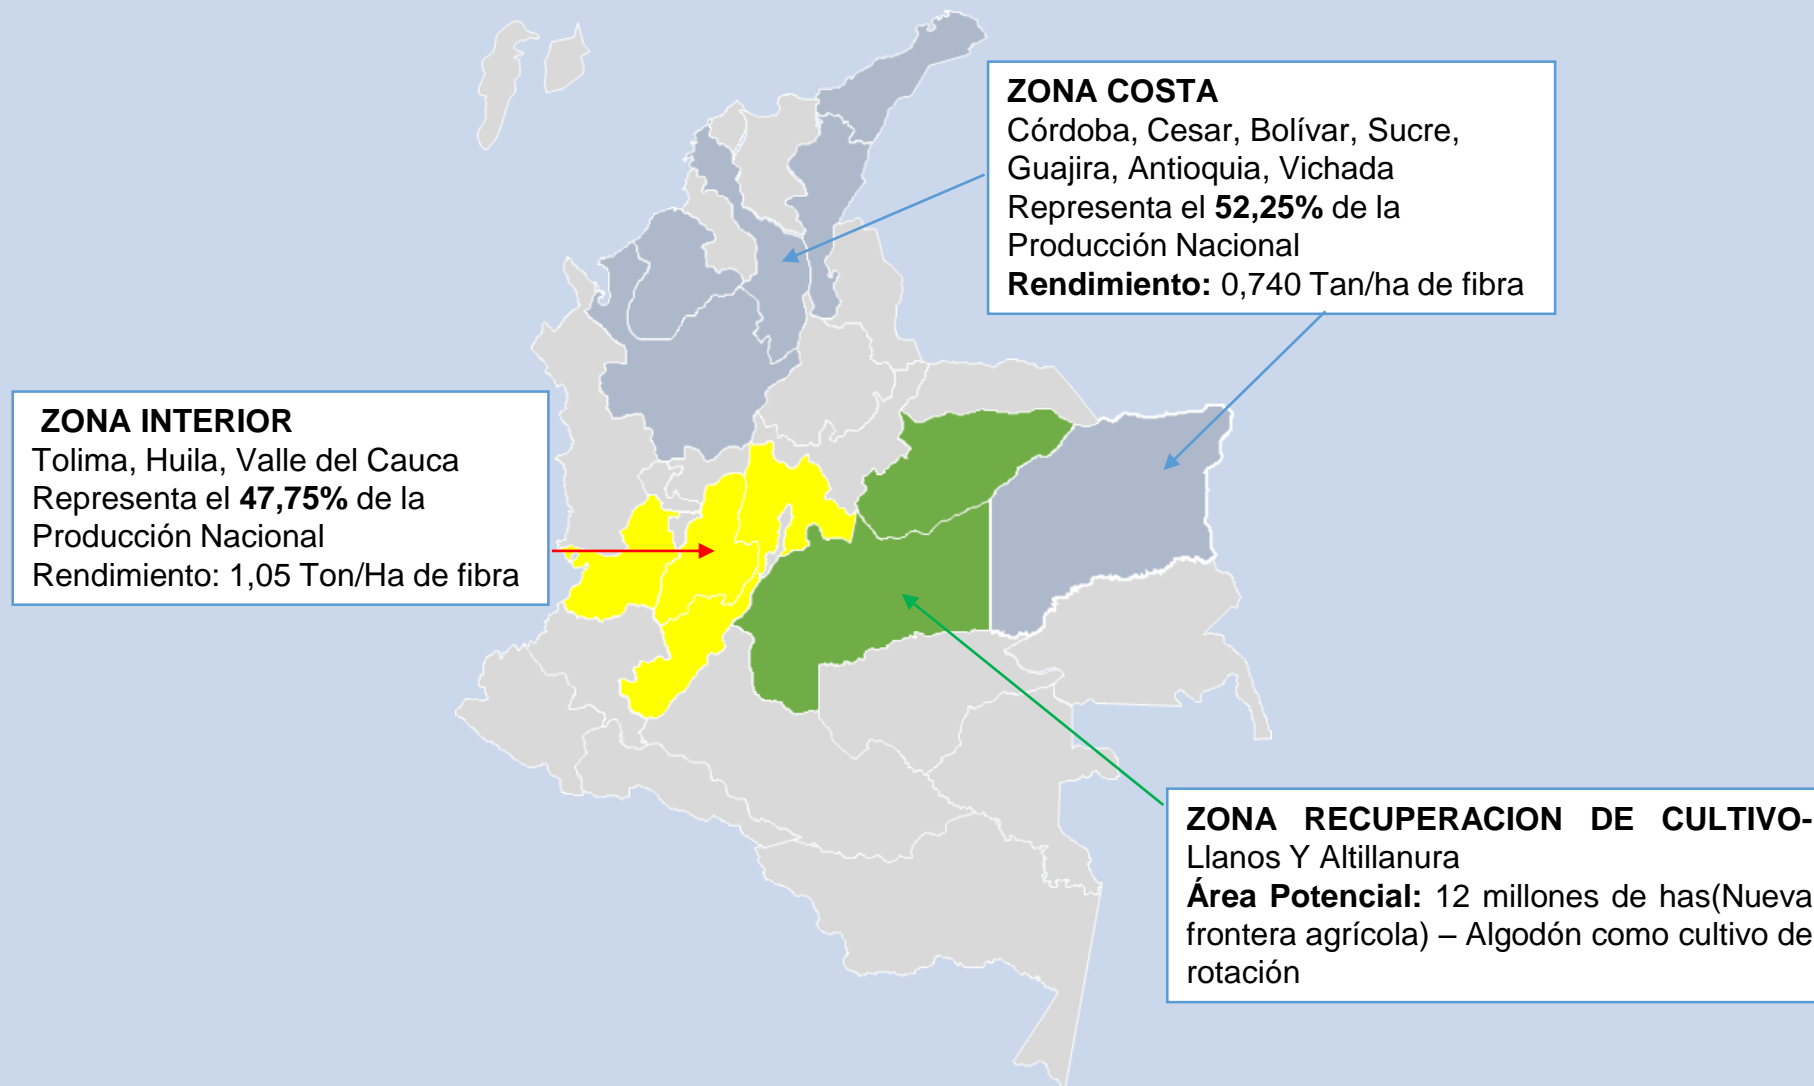 ZONA COSTA
Córdoba, Cesar, Bolívar, Sucre,
Guajira, Antioquia, Vichada
Representa el 52,25% de la
Producción Nacional
Rendimiento: 0,740 Tan/ha de fibra
ZONA INTERIOR
Tolima, Huila, Valle del Cauca
Representa el 47,75% de la
Producción Nacional
Rendimiento: 1,05 Ton/Ha de fibra
ZONA RECUPERACION DE CULTIVO-
Llanos Y Altillanura
Área Potencial: 12 millones de has(Nueva
frontera agrícola) – Algodón como cultivo de
rotación